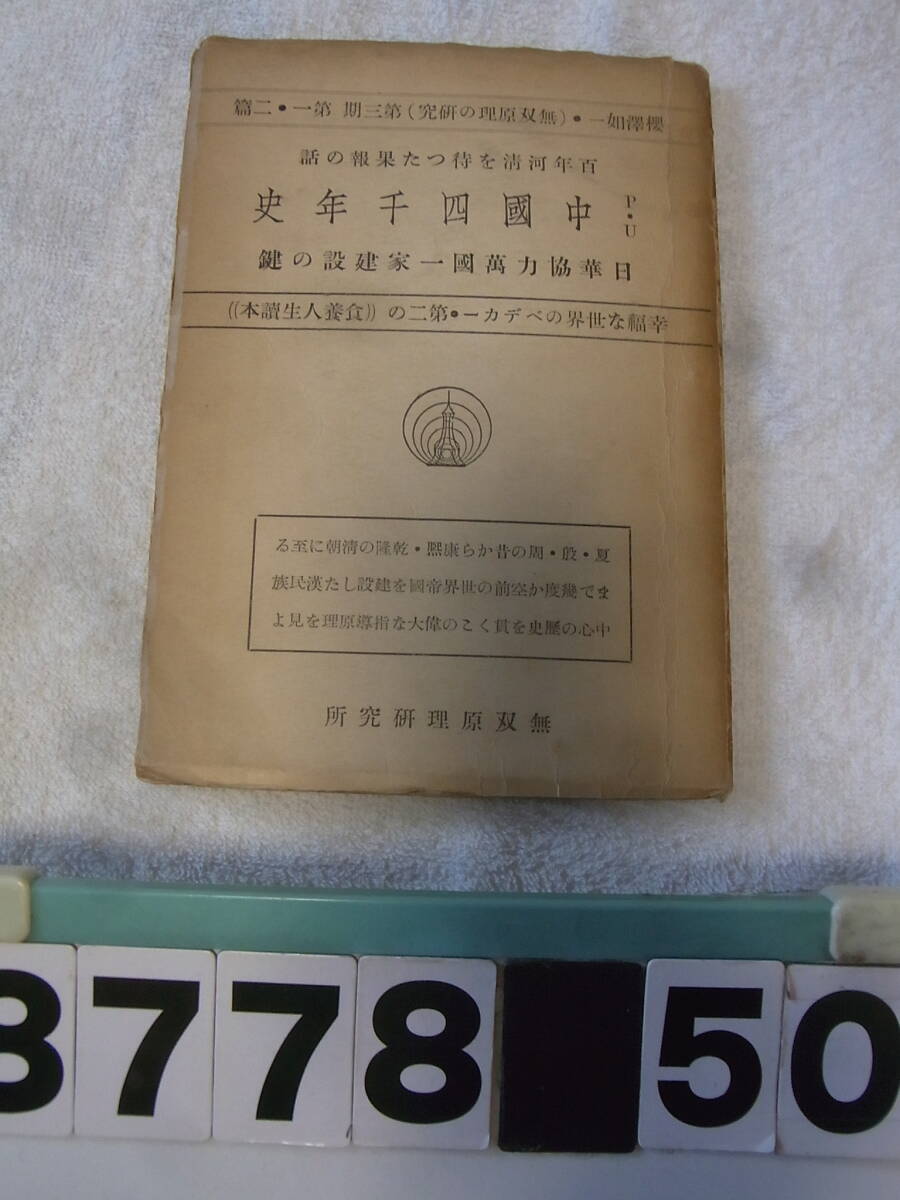 櫻澤如一・(無双原理の研究)第三期 第一・二篇
百年河清を待つた果報の話
P・U 中國四千年史
日華協力萬國一家建設の鍵
幸福な世界のベデカー・第二の((食養人生讀本))
夏・殷・周の昔から康熙・乾隆の清朝に至る
まで幾度か空前の世界帝國を建設した漢民族
中心の歷史を貫くこの偉大な指導原理を見よ
無双原理研究所
8778 50